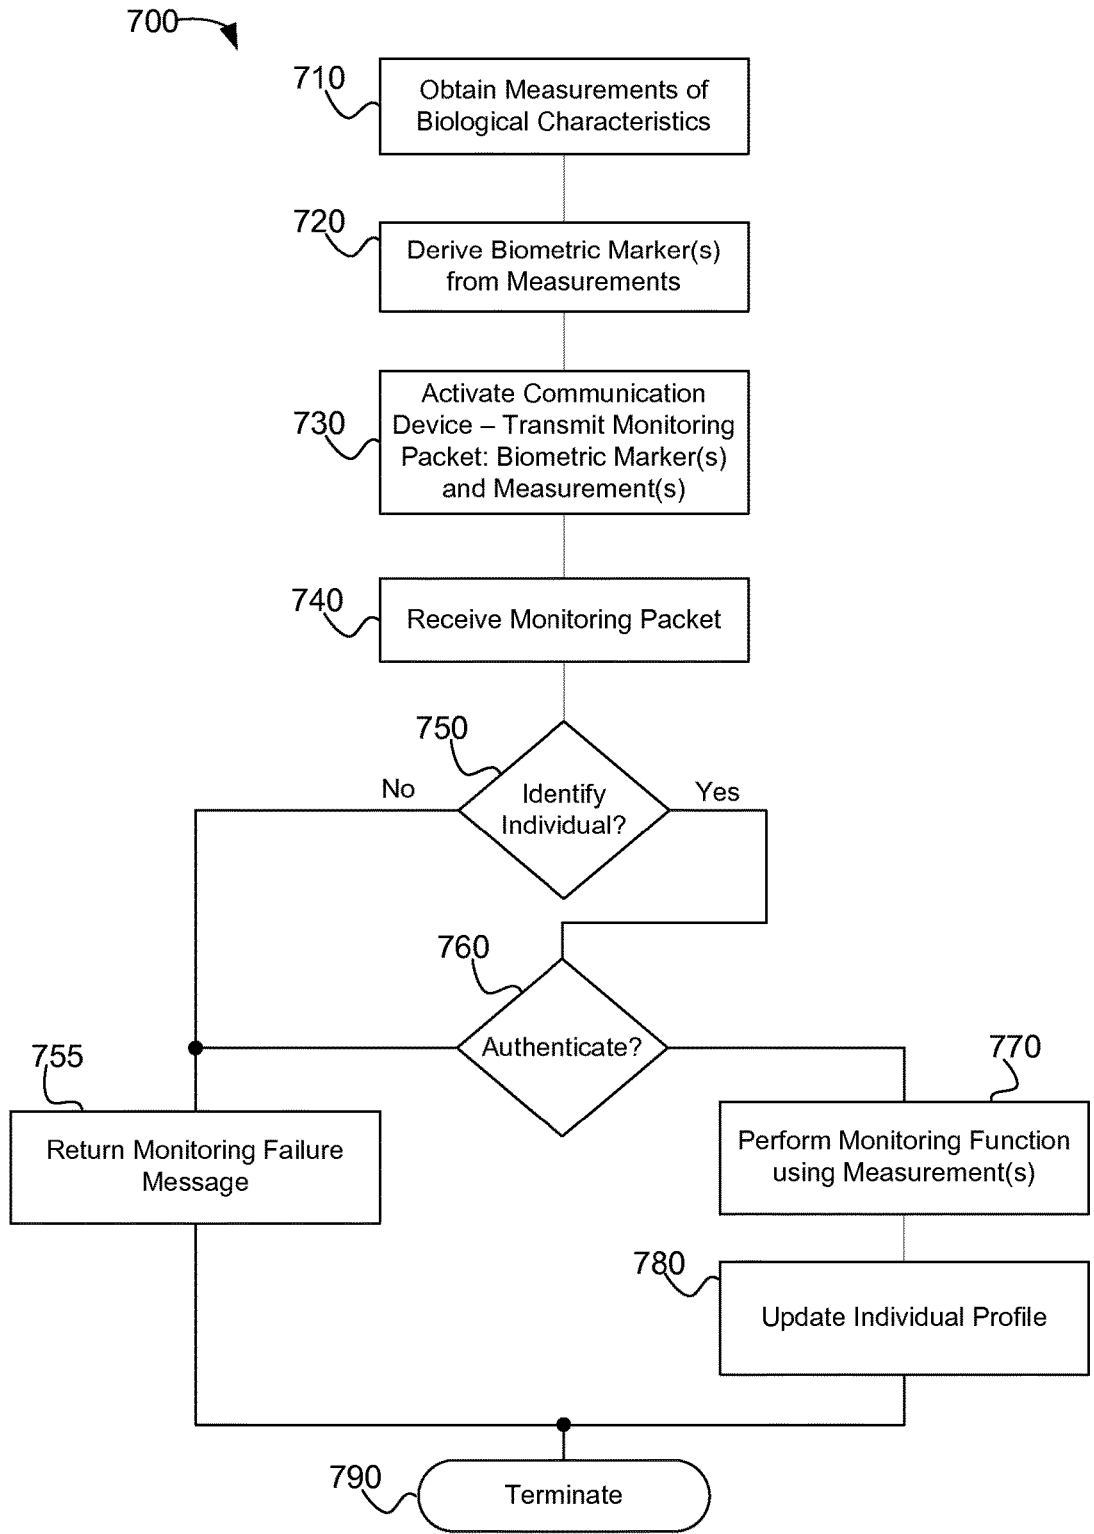 700
710
Obtain Measurements of
Biological Characteristics
720
Derive Biometric Marker(s)
from Measurements
730
Activate Communication
Device – Transmit Monitoring
Packet: Biometric Marker(s)
and Measurement(s)
740
Receive Monitoring Packet
750
No
Identify
Individual?
Yes
760
Authenticate?
755
Return Monitoring Failure
Message
770
Perform Monitoring Function
using Measurement(s)
780
Update Individual Profile
790
Terminate